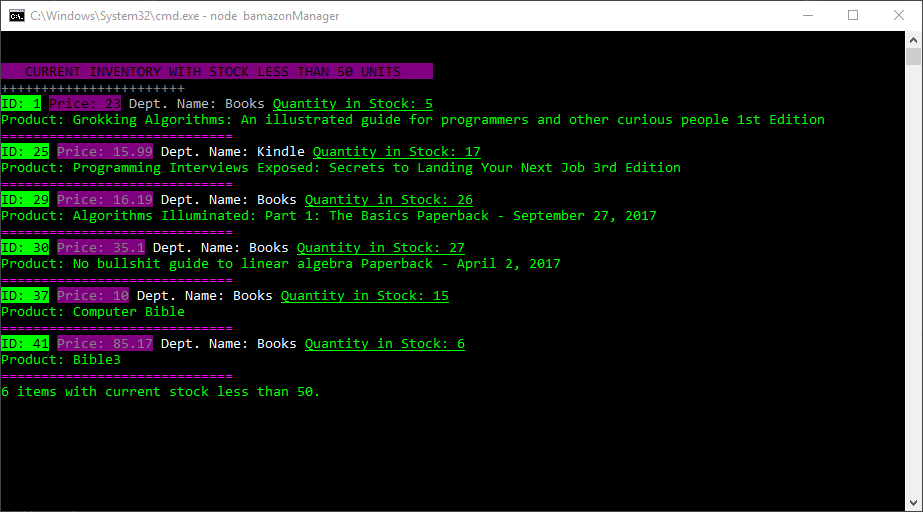 C:\Windows\System32\cmd.exe - node  bamazonManager
CURRENT INVENTORY WITH STOCK LESS THAN 50 UNITS
+++++++++++++++++++++++
ID: 1 Price: 23 Dept. Name: Books Quantity in Stock: 5
Product: Grokking Algorithms: An illustrated guide for programmers and other curious people 1st Edition
=============================
ID: 25 Price: 15.99 Dept. Name: Kindle Quantity in Stock: 17
Product: Programming Interviews Exposed: Secrets to Landing Your Next Job 3rd Edition
=============================
ID: 29 Price: 16.19 Dept. Name: Books Quantity in Stock: 26
Product: Algorithms Illuminated: Part 1: The Basics Paperback - September 27, 2017
=============================
ID: 30 Price: 35.1 Dept. Name: Books Quantity in Stock: 27
Product: No bullshit guide to linear algebra Paperback - April 2, 2017
=============================
ID: 37 Price: 10 Dept. Name: Books Quantity in Stock: 15
Product: Computer Bible
=============================
ID: 41 Price: 85.17 Dept. Name: Books Quantity in Stock: 6
Product: Bible3
=============================
6 items with current stock less than 50.